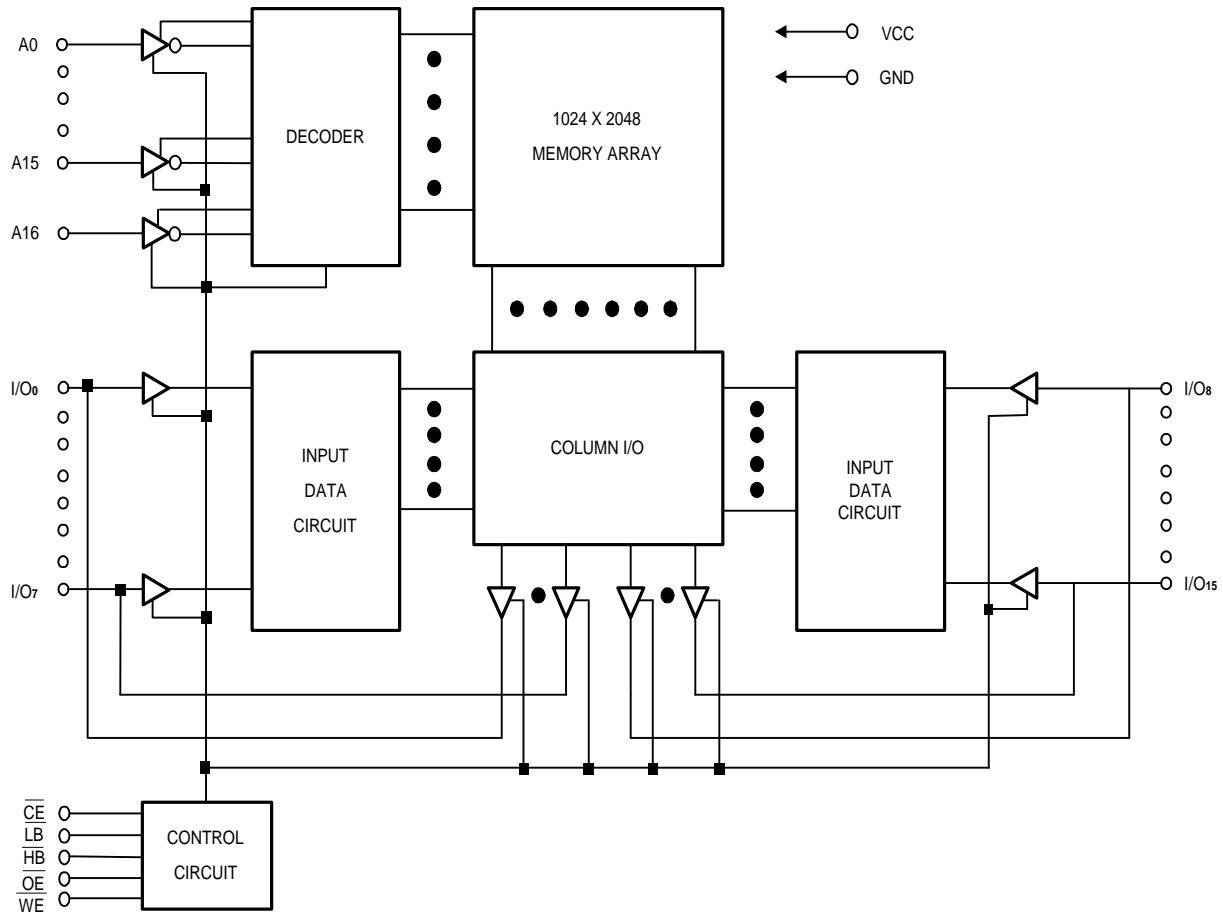 A0
A15
A16
DECODER
1024 X 2048
MEMORY ARRAY
VCC
GND
I/O0
I/O7
INPUT
DATA
CIRCUIT
COLUMN I/O
INPUT
DATA
CIRCUIT
I/O8
I/O15
CE
LB
HB
OE
WE
CONTROL
CIRCUIT